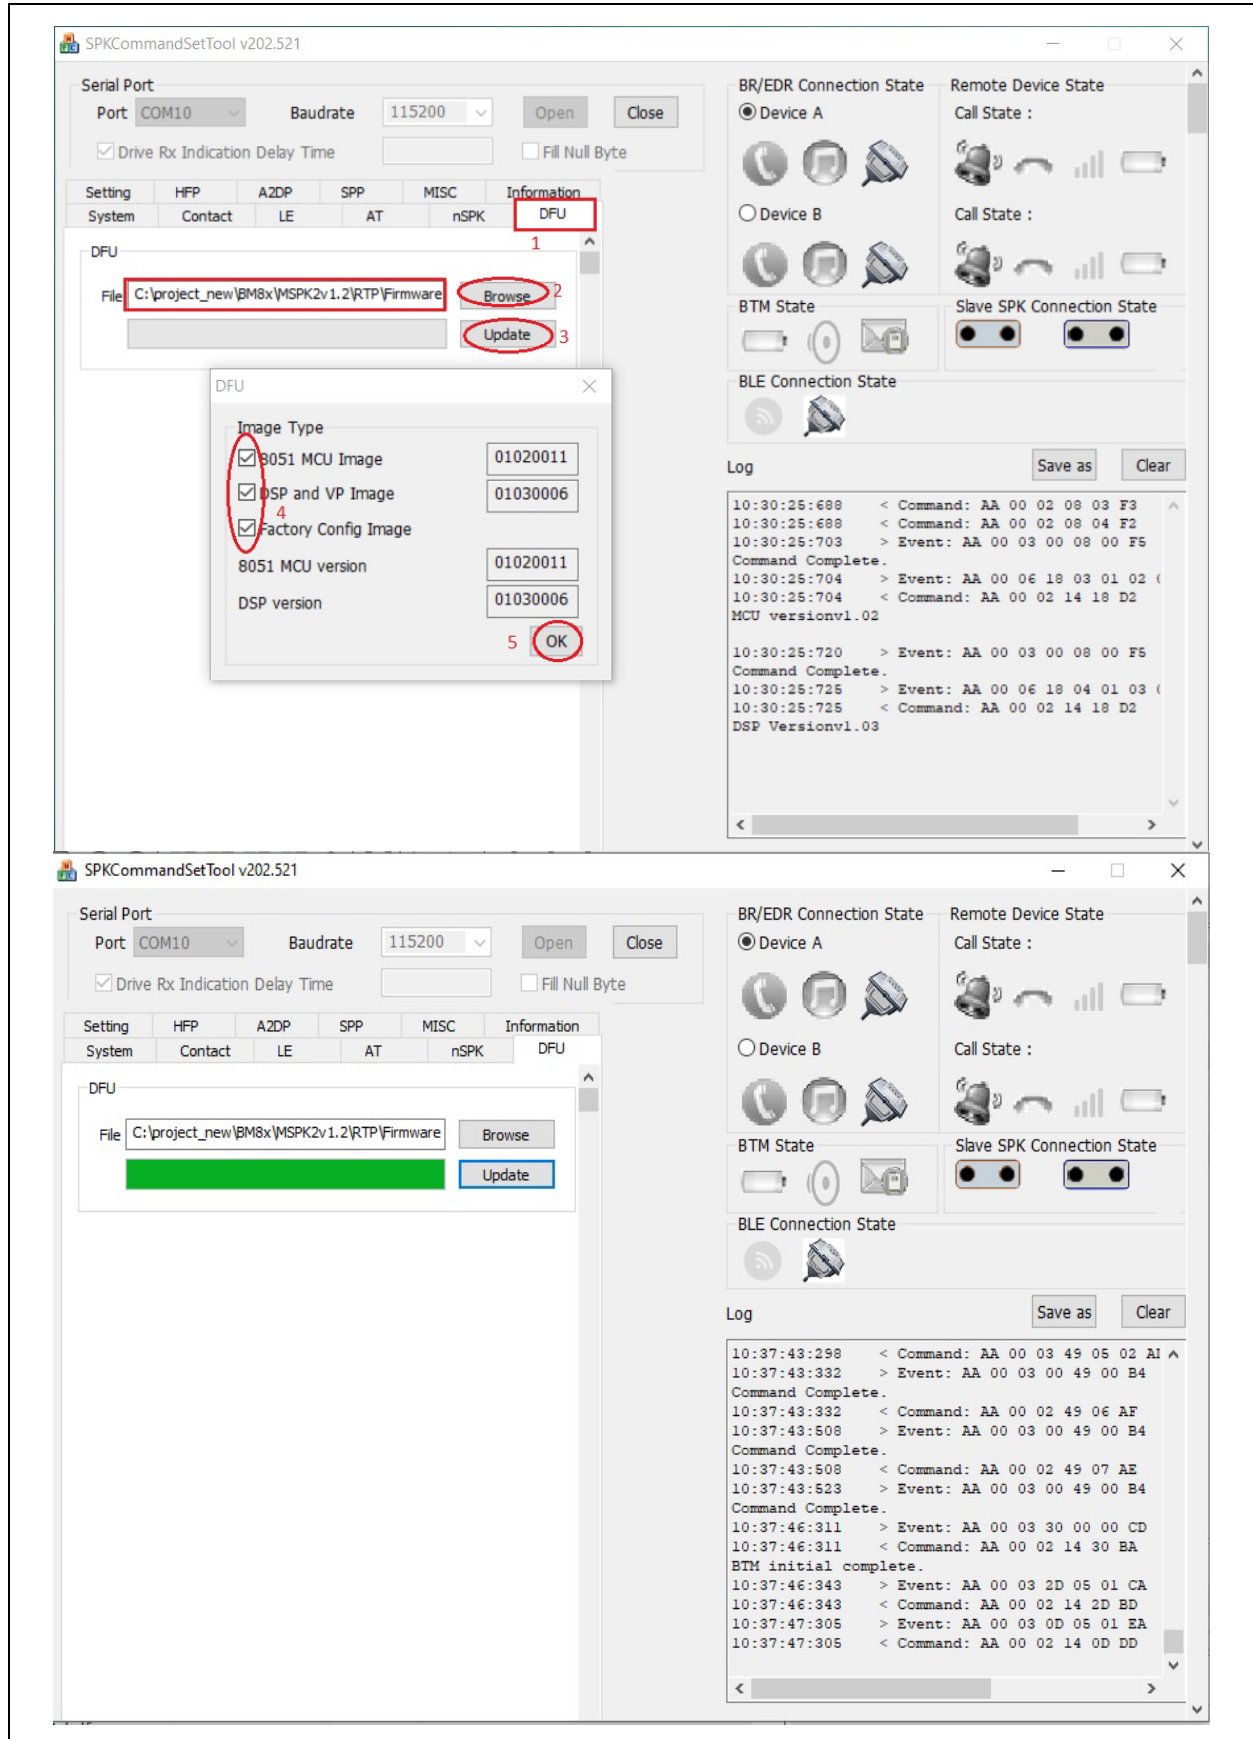 SPKCommandSetTool v202.521
Serial Port
Port COM10 Baudrate 115200 Open Close
Drive Rx Indication Delay Time Fill Null Byte
Setting HFP A2DP SPP MISC Information
System Contact LE AT nSPK DFU
1
DFU
File C:\project_new\BM8x\MSPK2v1.2\RTP\Firmware Browse 2
Update 3
DFU
Image Type
8051 MCU Image 01020011
DSP and VP Image 01030006
4
Factory Config Image
8051 MCU version 01020011
DSP version 01030006
5 OK
BR/EDR Connection State Remote Device State
Device A Call State :
Device B Call State :
BTM State Slave SPK Connection State
BLE Connection State
Log Save as Clear
10:30:25:688 < Command: AA 00 02 08 03 F3
10:30:25:688 < Command: AA 00 02 08 04 F2
10:30:25:703 > Event: AA 00 03 00 08 00 F5
Command Complete.
10:30:25:704 > Event: AA 00 06 18 03 01 02
10:30:25:704 < Command: AA 00 02 14 18 D2
MCU versionv1.02
10:30:25:720 > Event: AA 00 03 00 08 00 F5
Command Complete.
10:30:25:725 > Event: AA 00 06 18 04 01 03
10:30:25:725 < Command: AA 00 02 14 18 D2
DSP Versionv1.03
SPKCommandSetTool v202.521
Serial Port
Port COM10 Baudrate 115200 Open Close
Drive Rx Indication Delay Time Fill Null Byte
Setting HFP A2DP SPP MISC Information
System Contact LE AT nSPK DFU
DFU
File C:\project_new\BM8x\MSPK2v1.2\RTP\Firmware Browse
Update
BR/EDR Connection State Remote Device State
Device A Call State :
Device B Call State :
BTM State Slave SPK Connection State
BLE Connection State
Log Save as Clear
10:37:43:298 < Command: AA 00 03 49 05 02
10:37:43:332 > Event: AA 00 03 00 49 00 B4
Command Complete.
10:37:43:332 < Command: AA 00 02 49 06 AF
10:37:43:508 > Event: AA 00 03 00 49 00 B4
Command Complete.
10:37:43:508 < Command: AA 00 02 49 07 AE
10:37:43:523 > Event: AA 00 03 00 49 00 B4
Command Complete.
10:37:46:311 > Event: AA 00 03 30 00 00 CD
10:37:46:311 < Command: AA 00 02 14 30 BA
BTM initial complete.
10:37:46:343 > Event: AA 00 03 2D 05 01 CA
10:37:46:343 < Command: AA 00 02 14 2D BD
10:37:47:305 > Event: AA 00 03 0D 05 01 EA
10:37:47:305 < Command: AA 00 02 14 0D DD